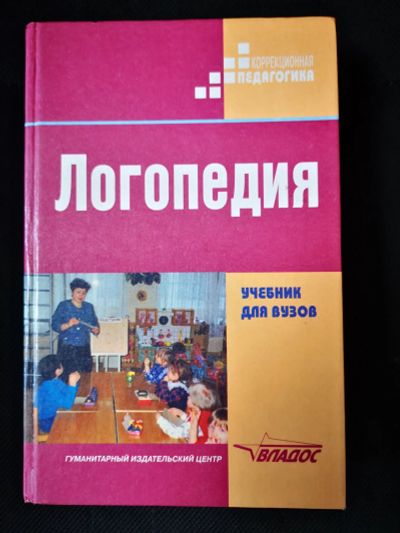 КОРРЕКЦИОННАЯ
ПЕДАГОГИКА
Логопедия
УЧЕБНИК
ДЛЯ ВУЗОВ
ГУМАНИТАРНЫЙ ИЗДАТЕЛЬСКИЙ ЦЕНТР
ВЛАДОС